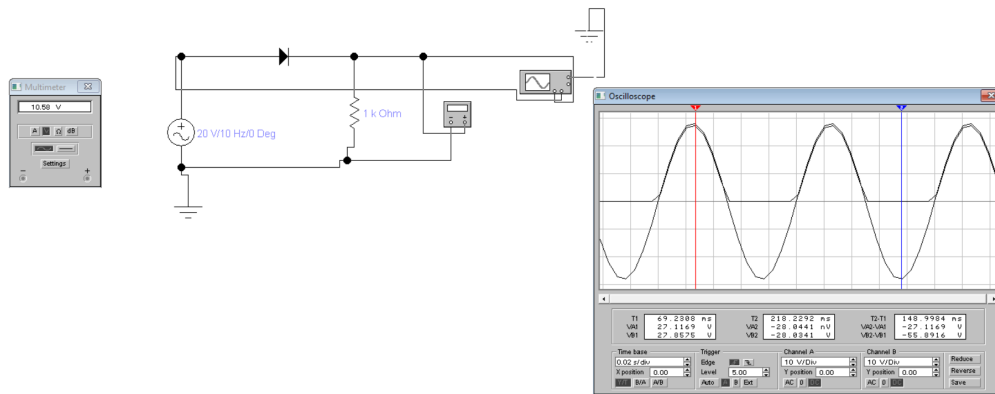 Multimeter
10.58 V
A
Ω
dB
Settings
−
+
20 V/10 Hz/0 Deg
1 k Ohm
Oscilloscope
1
2
T1 69.2308 ms
VA1 27.1169 V
VB1 27.8575 V
T2 218.2292 ms
VA2 -28.0441 nV
VB2 -28.0341 V
T2-T1 148.9984 ms
VA2-VA1 -27.1169 V
VB2-VB1 -55.8916 V
Time base
0.02 s/div
X position 0.00
Y/T B/A A/B
Trigger
Edge
Level 5.00
Auto A B Ext
Channel A
10 V/Div
Y position 0.00
AC 0 DC
Channel B
10 V/Div
Y position 0.00
AC 0 DC
Reduce
Reverse
Save